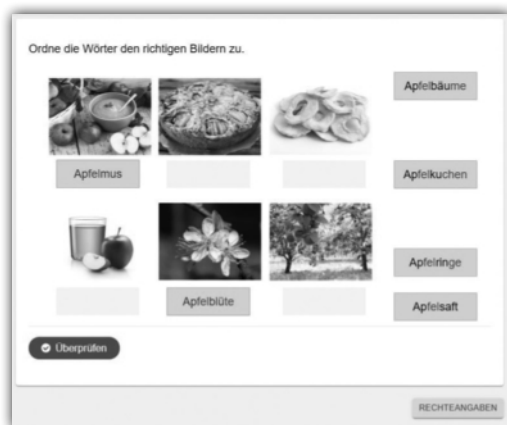 Ordne die Wörter den richtigen Bildern zu.
Apfelbäume
Apfelmus
Apfelkuchen
Apfelringe
Apfelblüte
Apfelsaft
Überprüfen
RECHTEANGABEN